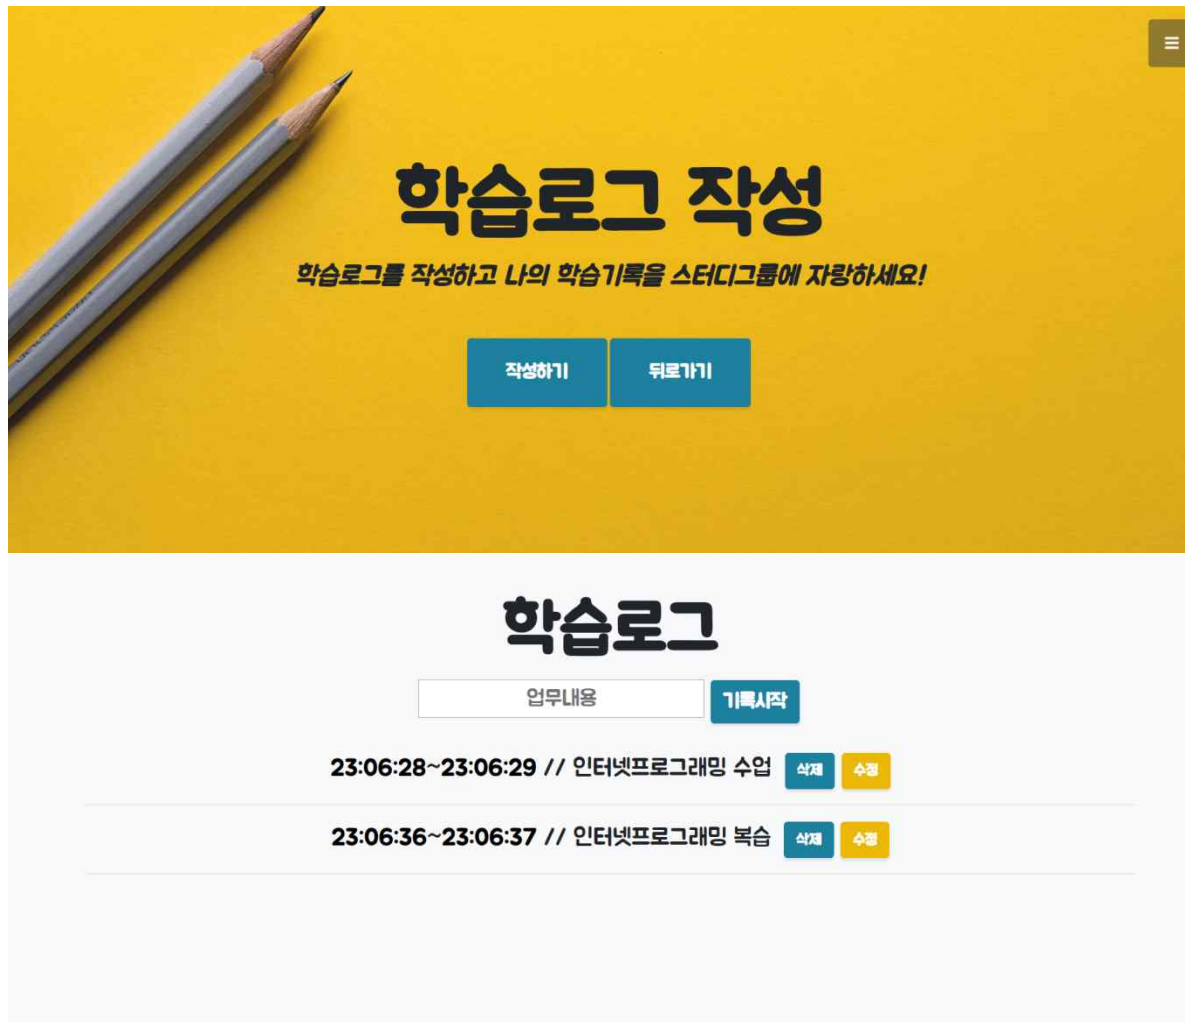 학습로그 작성
학습로그를 작성하고 나의 학습기록을 스터디그룹에 자랑하세요!
작성하기 뒤로가기
학습로그
업무내용 기록시작
23:06:28~23:06:29 // 인터넷프로그래밍 수업 삭제 수정
23:06:36~23:06:37 // 인터넷프로그래밍 복습 삭제 수정